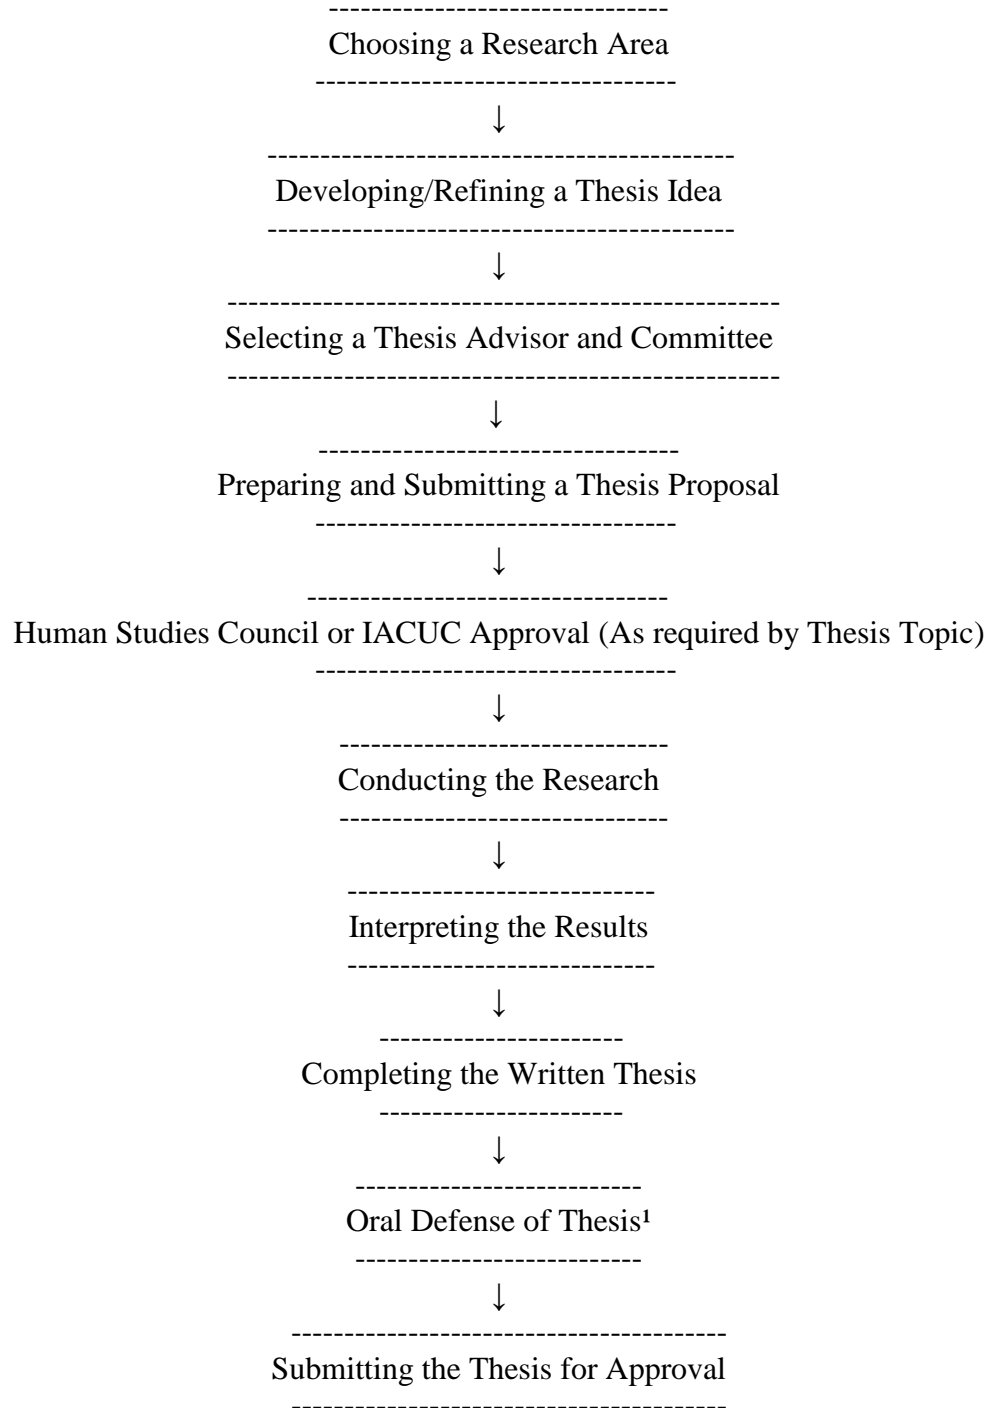 -------------------------------
Choosing a Research Area
---------------------------------
↓
-------------------------------------------
Developing/Refining a Thesis Idea
-------------------------------------------
↓
---------------------------------------------------
Selecting a Thesis Advisor and Committee
---------------------------------------------------
↓
---------------------------------
Preparing and Submitting a Thesis Proposal
---------------------------------
↓
---------------------------------
Human Studies Council or IACUC Approval (As required by Thesis Topic)
---------------------------------
↓
------------------------------
Conducting the Research
------------------------------
↓
----------------------------
Interpreting the Results
----------------------------
↓
----------------------
Completing the Written Thesis
----------------------
↓
--------------------------
Oral Defense of Thesis¹
--------------------------
↓
----------------------------------------
Submitting the Thesis for Approval
----------------------------------------